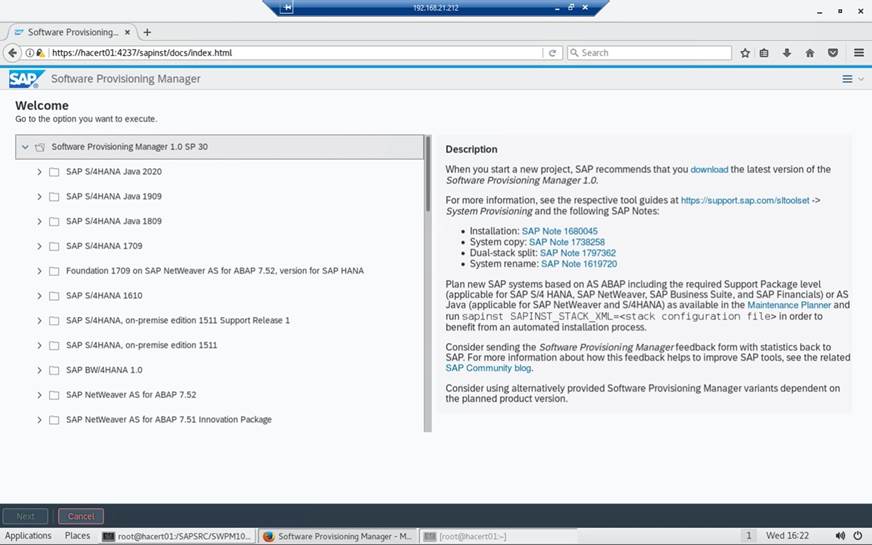 192.168.21.212
Software Provisioning...
https://hacert01:4237/sapinst/docs/index.html
Search
SAP Software Provisioning Manager
Welcome
Go to the option you want to execute.
Software Provisioning Manager 1.0 SP 30
SAP S/4HANA Java 2020
SAP S/4HANA Java 1909
SAP S/4HANA Java 1809
SAP S/4HANA 1709
Foundation 1709 on SAP NetWeaver AS for ABAP 7.52, version for SAP HANA
SAP S/4HANA 1610
SAP S/4HANA, on-premise edition 1511 Support Release 1
SAP S/4HANA, on-premise edition 1511
SAP BW/4HANA 1.0
SAP NetWeaver AS for ABAP 7.52
SAP NetWeaver AS for ABAP 7.51 Innovation Package
Description
When you start a new project, SAP recommends that you download the latest version of the
Software Provisioning Manager 1.0.
For more information, see the respective tool guides at https://support.sap.com/sltoolset ->
System Provisioning and the following SAP Notes:
• Installation: SAP Note 1680045
• System copy: SAP Note 1738258
• Dual-stack split: SAP Note 1797362
• System rename: SAP Note 1619720
Plan new SAP systems based on AS ABAP including the required Support Package level
(applicable for SAP S/4 HANA, SAP NetWeaver, SAP Business Suite, and SAP Financials) or AS
Java (applicable for SAP NetWeaver and S/4HANA) as available in the Maintenance Planner and
run sapinst SAPINST_STACK_XML=<stack configuration file> in order to
benefit from an automated installation process.
Consider sending the Software Provisioning Manager feedback form with statistics back to
SAP. For more information about how this feedback helps to improve SAP tools, see the related
SAP Community blog.
Consider using alternatively provided Software Provisioning Manager variants dependent on
the planned product version.
Next Cancel
Applications Places root@hacert01:/SAPSRC/SWPM10... Software Provisioning Manager - M... [root@hacert01:~] 1 Wed 16:22